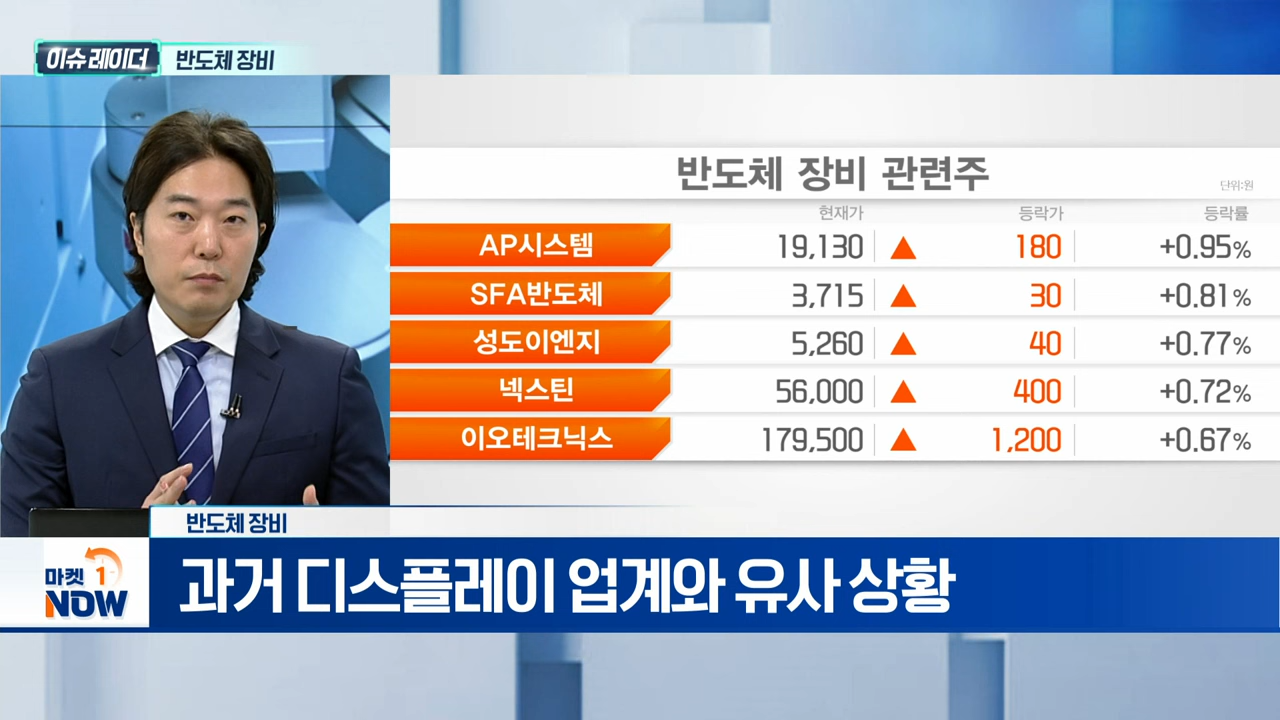 이슈 레이더 반도체 장비
반도체 장비 관련주
단위:원
현재가 등락가 등락률
AP시스템 19,130 ▲ 180 +0.95%
SFA반도체 3,715 ▲ 30 +0.81%
성도이엔지 5,260 ▲ 40 +0.77%
넥스틴 56,000 ▲ 400 +0.72%
이오테크닉스 179,500 ▲ 1,200 +0.67%
반도체 장비
마켓 1
NOW
과거 디스플레이 업계와 유사 상황